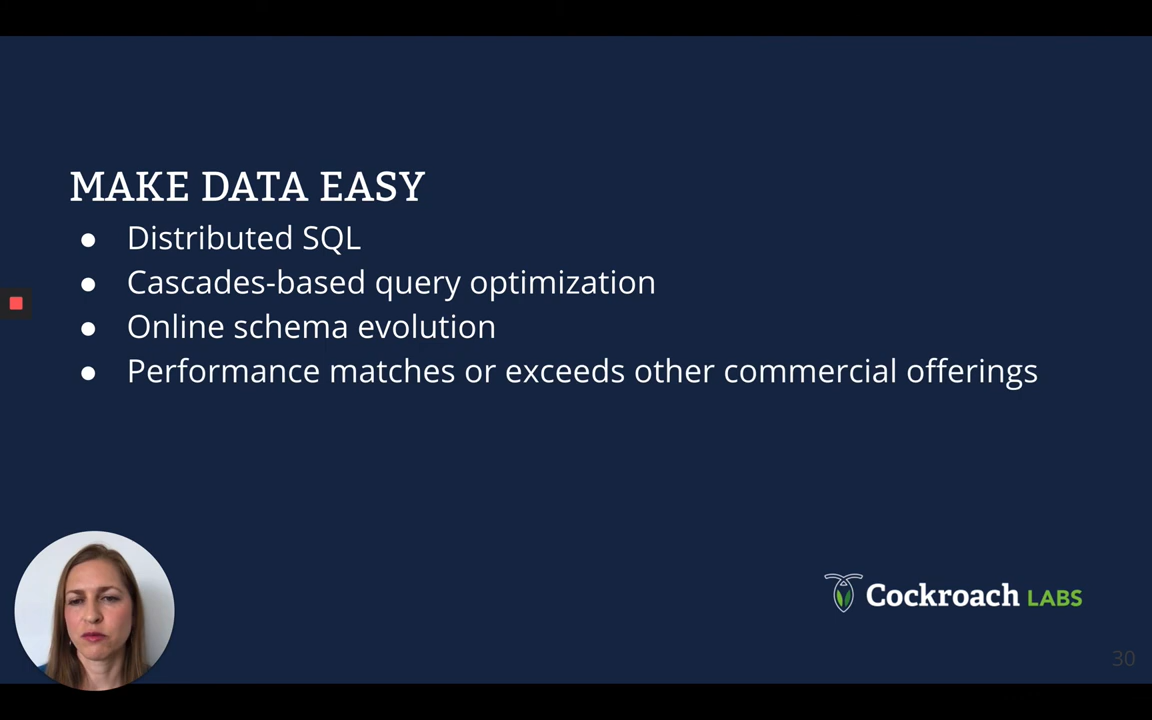 MAKE DATA EASY
● Distributed SQL
● Cascades-based query optimization
● Online schema evolution
● Performance matches or exceeds other commercial offerings
Cockroach LABS
30